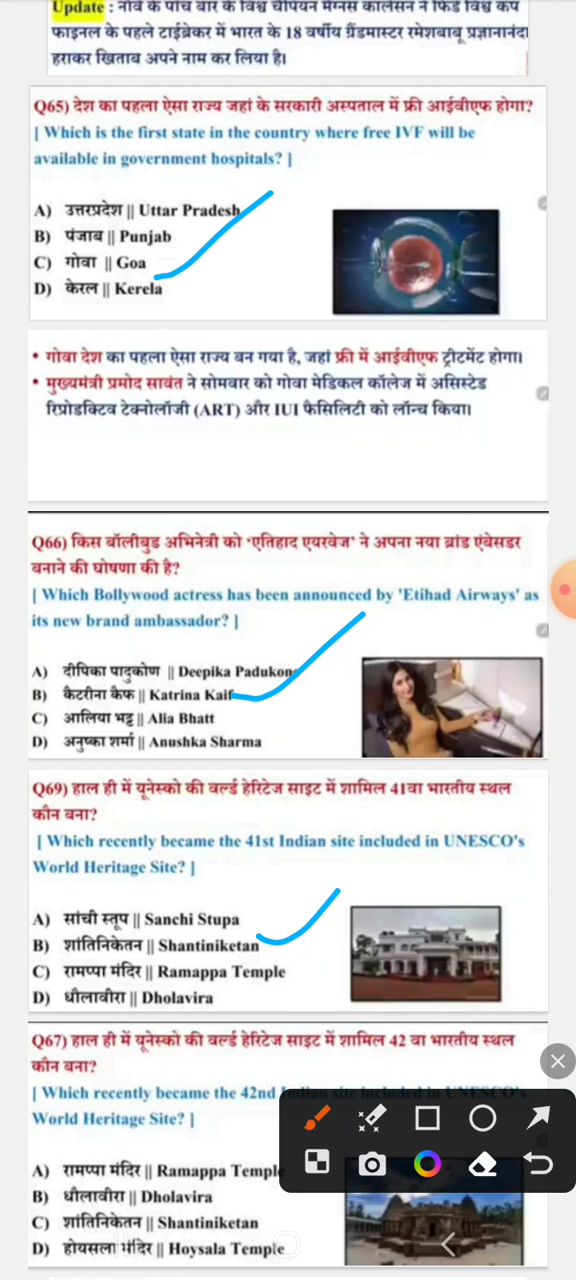 Update : नॉर्वे के पांच बार के विश्व चैंपियन मैग्नस कार्लसन ने फिडे विश्व कप
फाइनल के पहले टाईब्रेकर में भारत के 18 वर्षीय ग्रैंडमास्टर रमेशबाबू प्रज्ञानानंदा
हराकर खिताब अपने नाम कर लिया है।
Q65) देश का पहला ऐसा राज्य जहां के सरकारी अस्पताल में फ्री आईवीएफ होगा?
[ Which is the first state in the country where free IVF will be
available in government hospitals? ]
A) उत्तरप्रदेश || Uttar Pradesh
B) पंजाब || Punjab
C) गोवा || Goa
D) केरल || Kerela
• गोवा देश का पहला ऐसा राज्य बन गया है, जहां फ्री में आईवीएफ ट्रीटमेंट होगा।
• मुख्यमंत्री प्रमोद सावंत ने सोमवार को गोवा मेडिकल कॉलेज में असिस्टेड
रिप्रोडक्टिव टेक्नोलॉजी (ART) और IUI फैसिलिटी को लॉन्च किया।
Q66) किस बॉलीबुड अभिनेत्री को 'एतिहाद एयरवेज' ने अपना नया ब्रांड एंबेसडर
बनाने की घोषणा की है?
[ Which Bollywood actress has been announced by 'Etihad Airways' as
its new brand ambassador? ]
A) दीपिका पादुकोण || Deepika Padukone
B) कैटरीना कैफ || Katrina Kaif
C) आलिया भट्ट || Alia Bhatt
D) अनुष्का शर्मा || Anushka Sharma
Q69) हाल ही में यूनेस्को की वर्ल्ड हेरिटेज साइट में शामिल 41वा भारतीय स्थल
कौन बना?
[ Which recently became the 41st Indian site included in UNESCO's
World Heritage Site? ]
A) सांची स्तूप || Sanchi Stupa
B) शांतिनिकेतन || Shantiniketan
C) रामप्पा मंदिर || Ramappa Temple
D) धौलावीरा || Dholavira
Q67) हाल ही में यूनेस्को की वर्ल्ड हेरिटेज साइट में शामिल 42 वा भारतीय स्थल
कौन बना?
[ Which recently became the 42nd Indian site included in UNESCO's
World Heritage Site? ]
A) रामप्पा मंदिर || Ramappa Temple
B) धौलावीरा || Dholavira
C) शांतिनिकेतन || Shantiniketan
D) होयसला मंदिर || Hoysala Temple